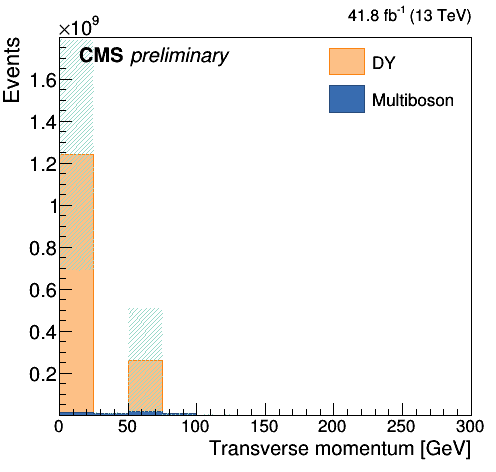 41.8 fb⁻¹ (13 TeV)
×10⁹
Events
CMS preliminary
DY
Multiboson
1.6
1.4
1.2
1
0.8
0.6
0.4
0.2
0 50 100 150 200 250 300
Transverse momentum [GeV]